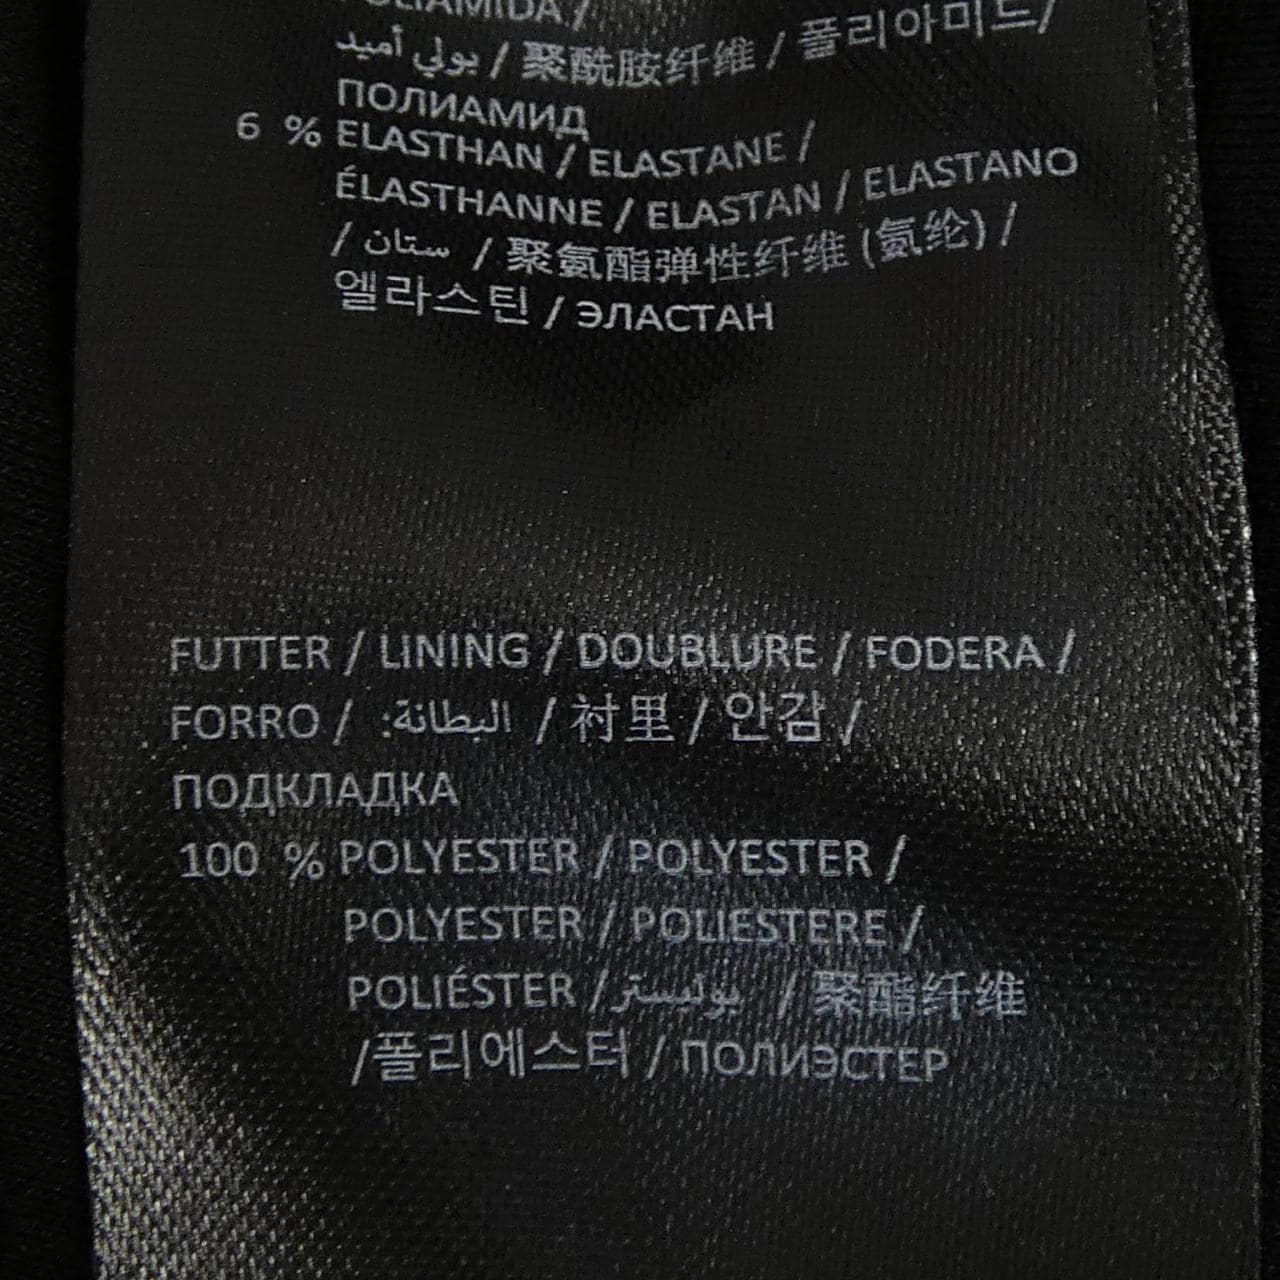 POLIAMIDA /
بولي أميد / 聚酰胺纤维 / 폴리아미드/
ПОЛИАМИД
6 % ELASTHAN / ELASTANE /
ÉLASTHANNE / ELASTAN / ELASTANO
/ ستان / 聚氨酯弹性纤维 (氨纶) /
엘라스틴 / ЭЛАСТАН
FUTTER / LINING / DOUBLURE / FODERA /
FORRO / البطانة: / 衬里 / 안감 /
ПОДКЛАДКА
100 % POLYESTER / POLYESTER /
POLYESTER / POLIESTERE /
POLIÉSTER / بوليستر / 聚酯纤维
/폴리에스터 / ПОЛИЭСТЕР